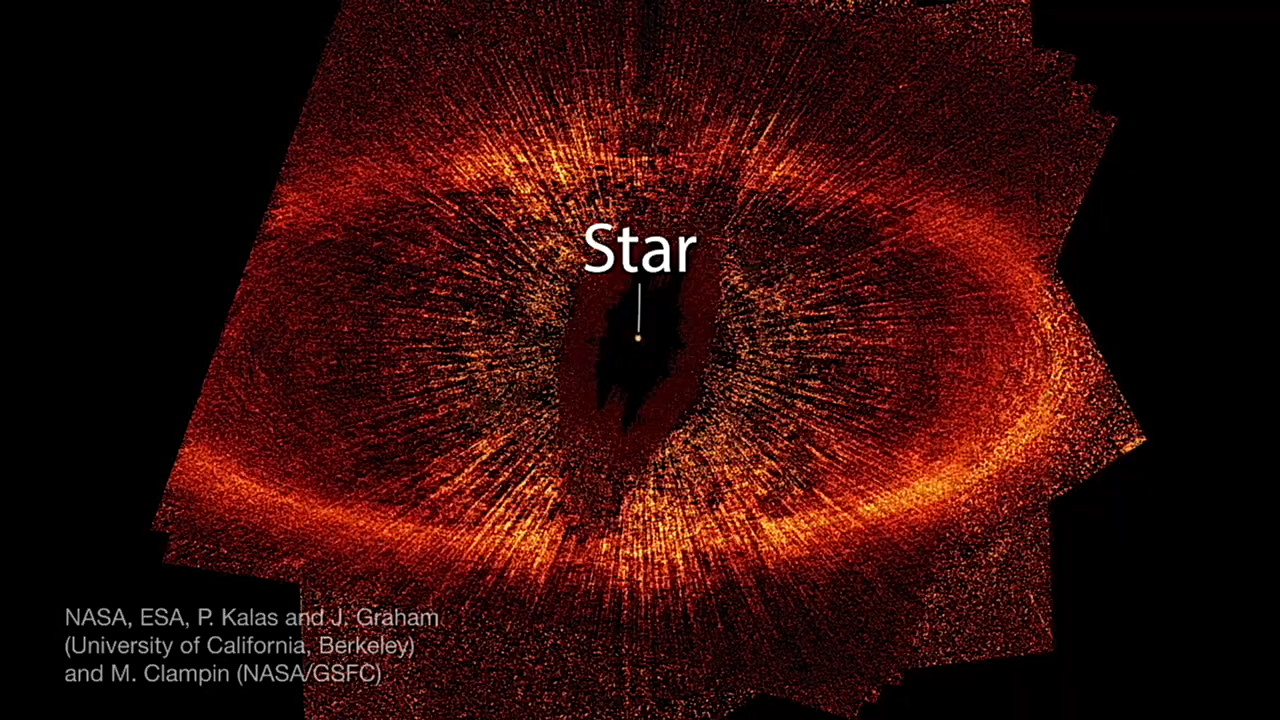 Star
NASA, ESA, P. Kalas and J. Graham
(University of California, Berkeley)
and M. Clampin (NASA/GSFC)